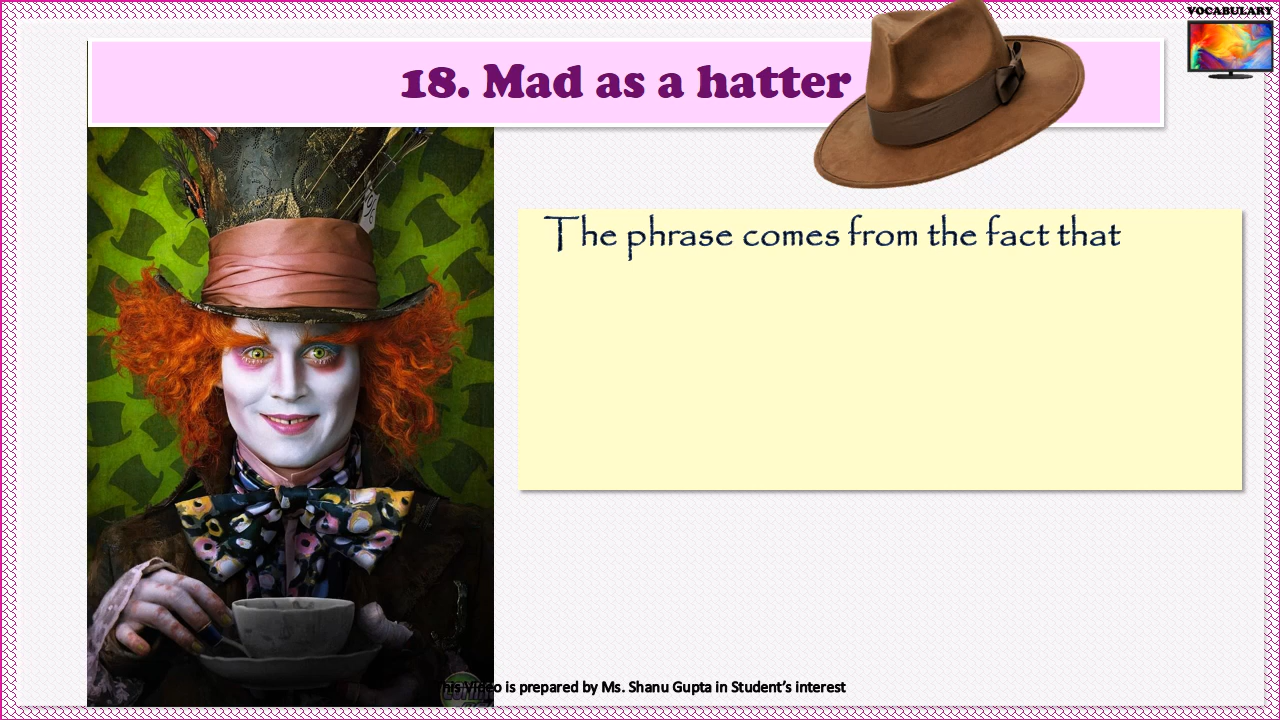 VOCABULARY
18. Mad as a hatter
The phrase comes from the fact that
is prepared by Ms. Shanu Gupta in Student's interest